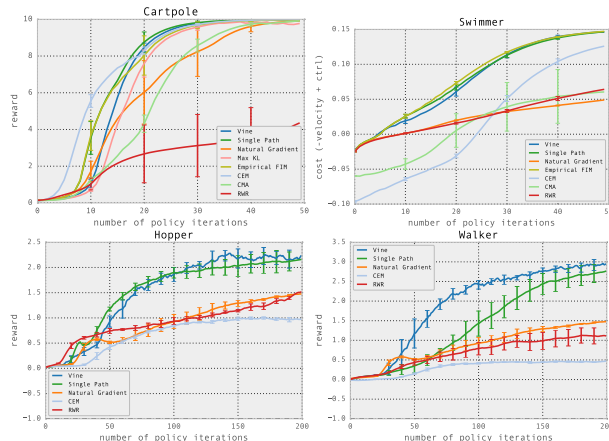 Cartpole
10
8
6
4
2
0
reward
0 10 20 30 40 50
number of policy iterations
Vine
Single Path
Natural Gradient
Max KL
Empirical FIM
CEM
CMA
RWR
Swimmer
0.15
0.10
0.05
0.00
−0.05
−0.10
cost (-velocity + ctrl)
0 10 20 30 40 50
number of policy iterations
Vine
Single Path
Natural Gradient
Empirical FIM
CEM
CMA
RWR
Hopper
2.5
2.0
1.5
1.0
0.5
0.0
−0.5
−1.0
reward
0 50 100 150 200
number of policy iterations
Vine
Single Path
Natural Gradient
CEM
RWR
Walker
3.5
3.0
2.5
2.0
1.5
1.0
0.5
0.0
−0.5
−1.0
reward
0 50 100 150 200
number of policy iterations
Vine
Single Path
Natural Gradient
CEM
RWR